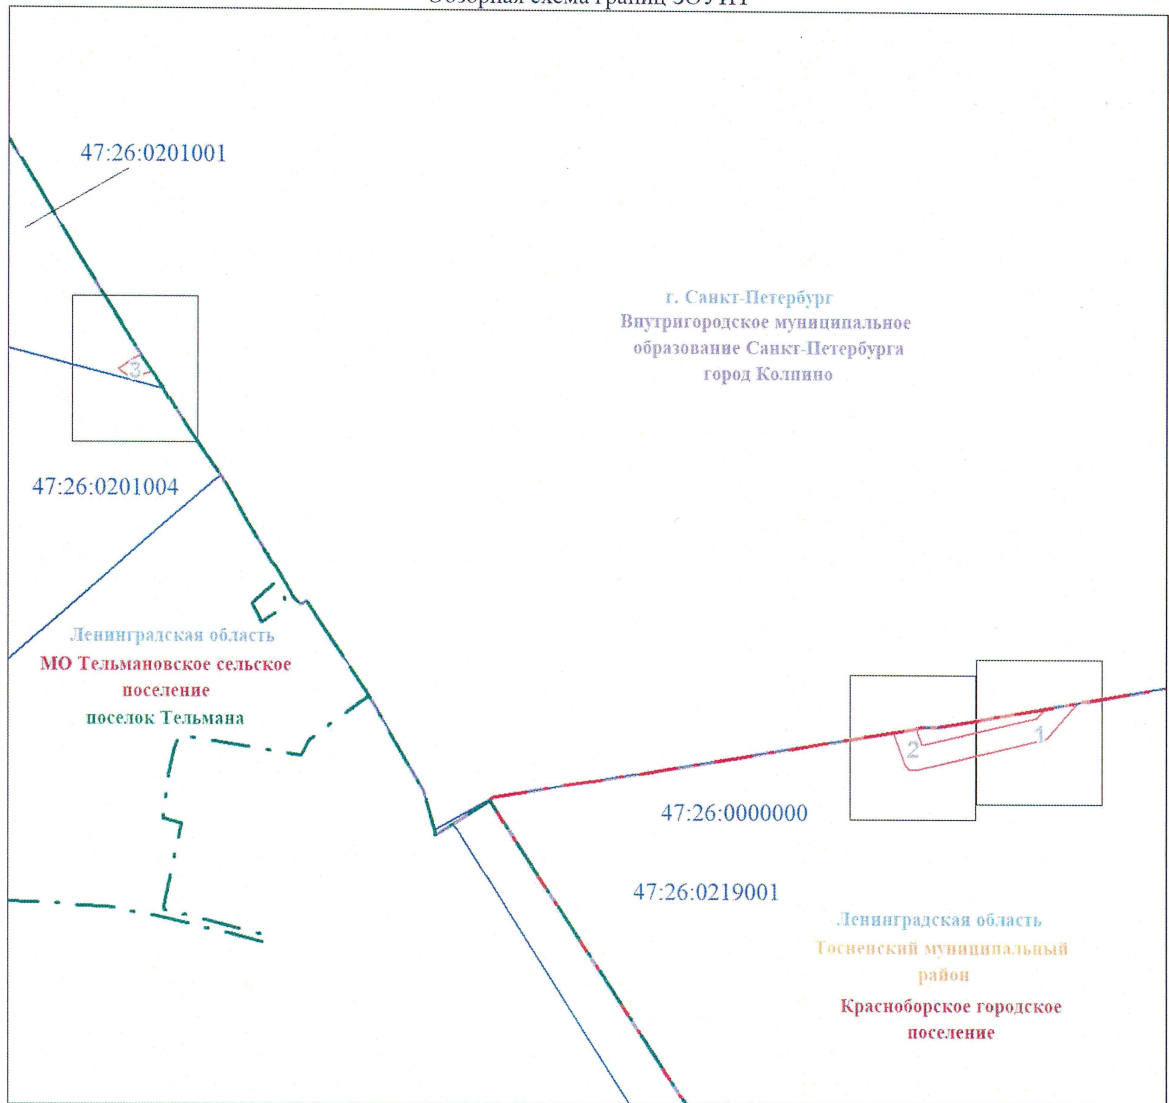 Обзорная схема границ ЗОУИТ
47:26:0201001
г. Санкт-Петербург
Внутригородское муниципальное
образование Санкт-Петербурга
город Колпино
3
47:26:0201004
Ленинградская область
МО Тельмановское сельское
поселение
поселок Тельмана
1
2
47:26:0000000
47:26:0219001
Ленинградская область
Тосненский муниципальный
район
Красноборское городское
поселение